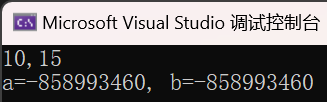 Microsoft Visual Studio 调试控制台
10,15
a=-858993460, b=-858993460